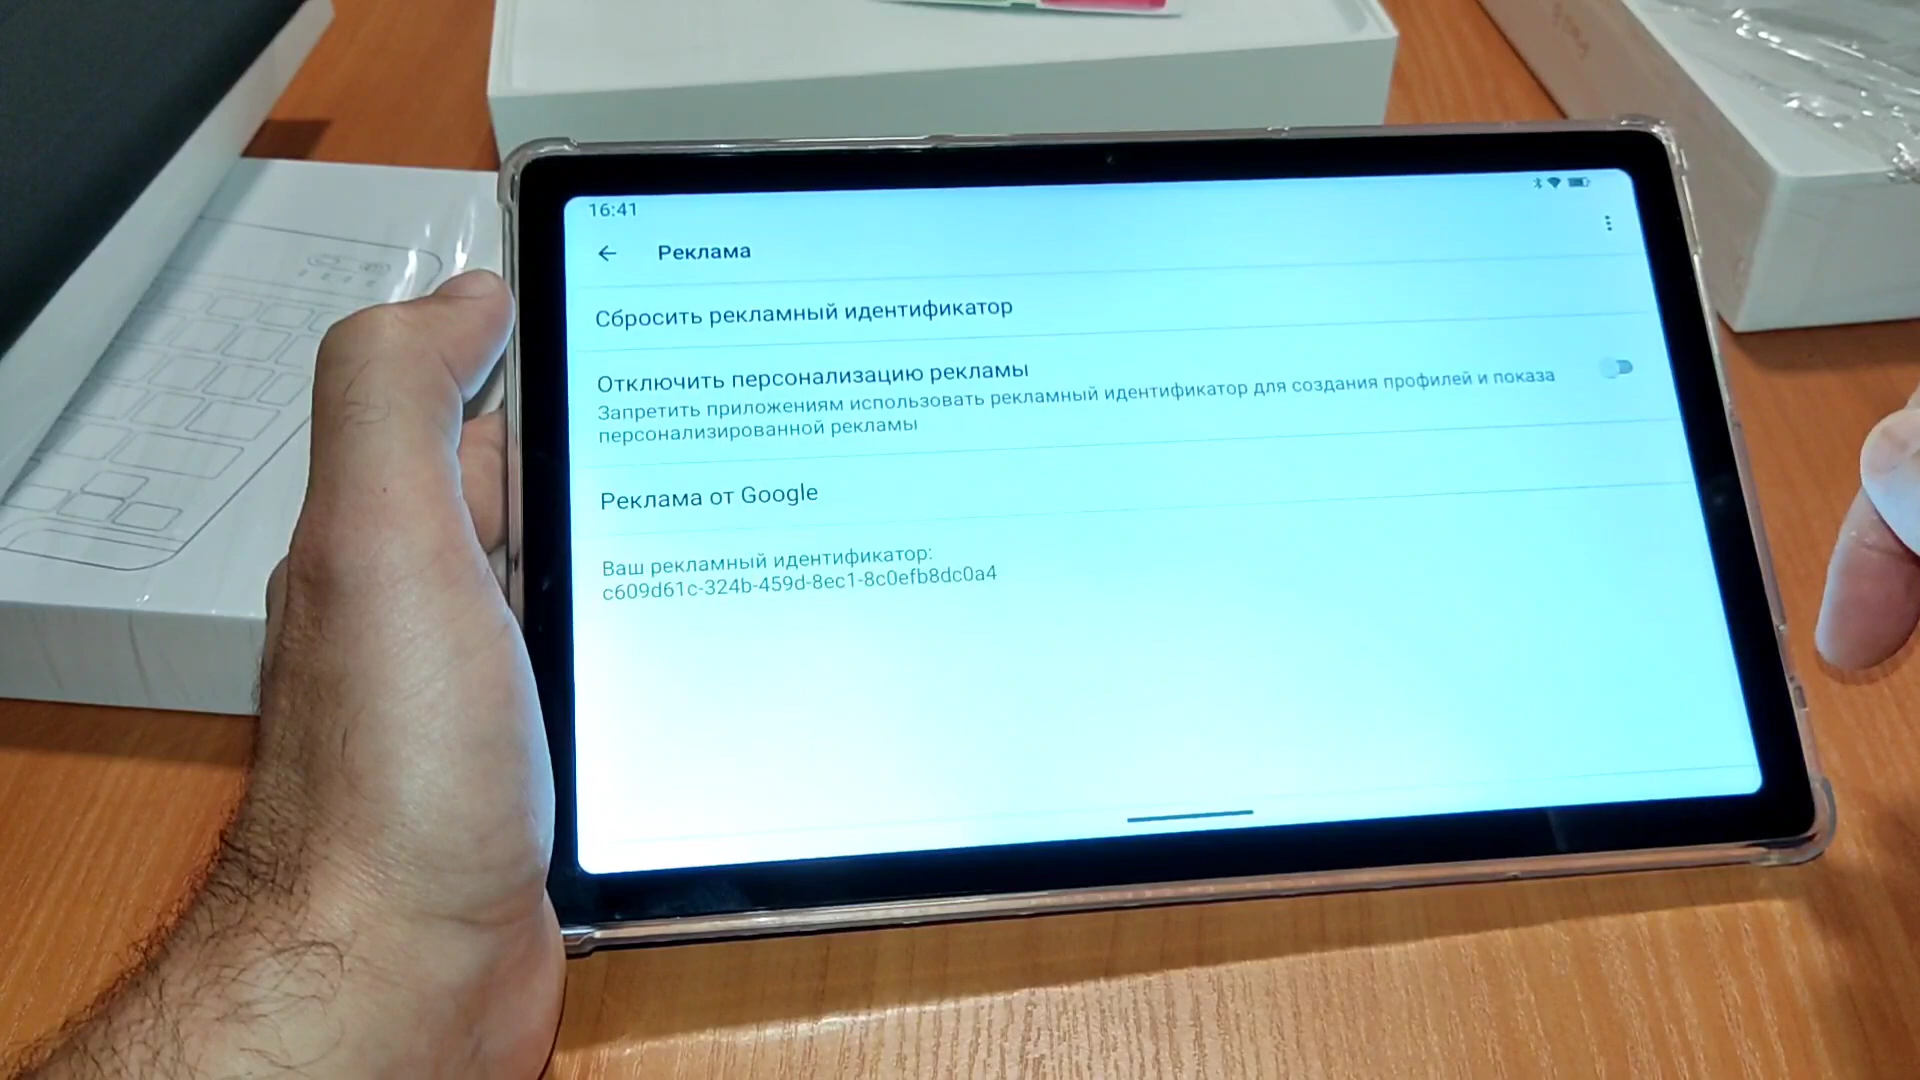 16:41
Реклама
Сбросить рекламный идентификатор
Отключить персонализацию рекламы
Запретить приложениям использовать рекламный идентификатор для создания профилей и показа
персонализированной рекламы
Реклама от Google
Ваш рекламный идентификатор:
c609d61c-324b-459d-8ec1-8c0efb8dc0a4